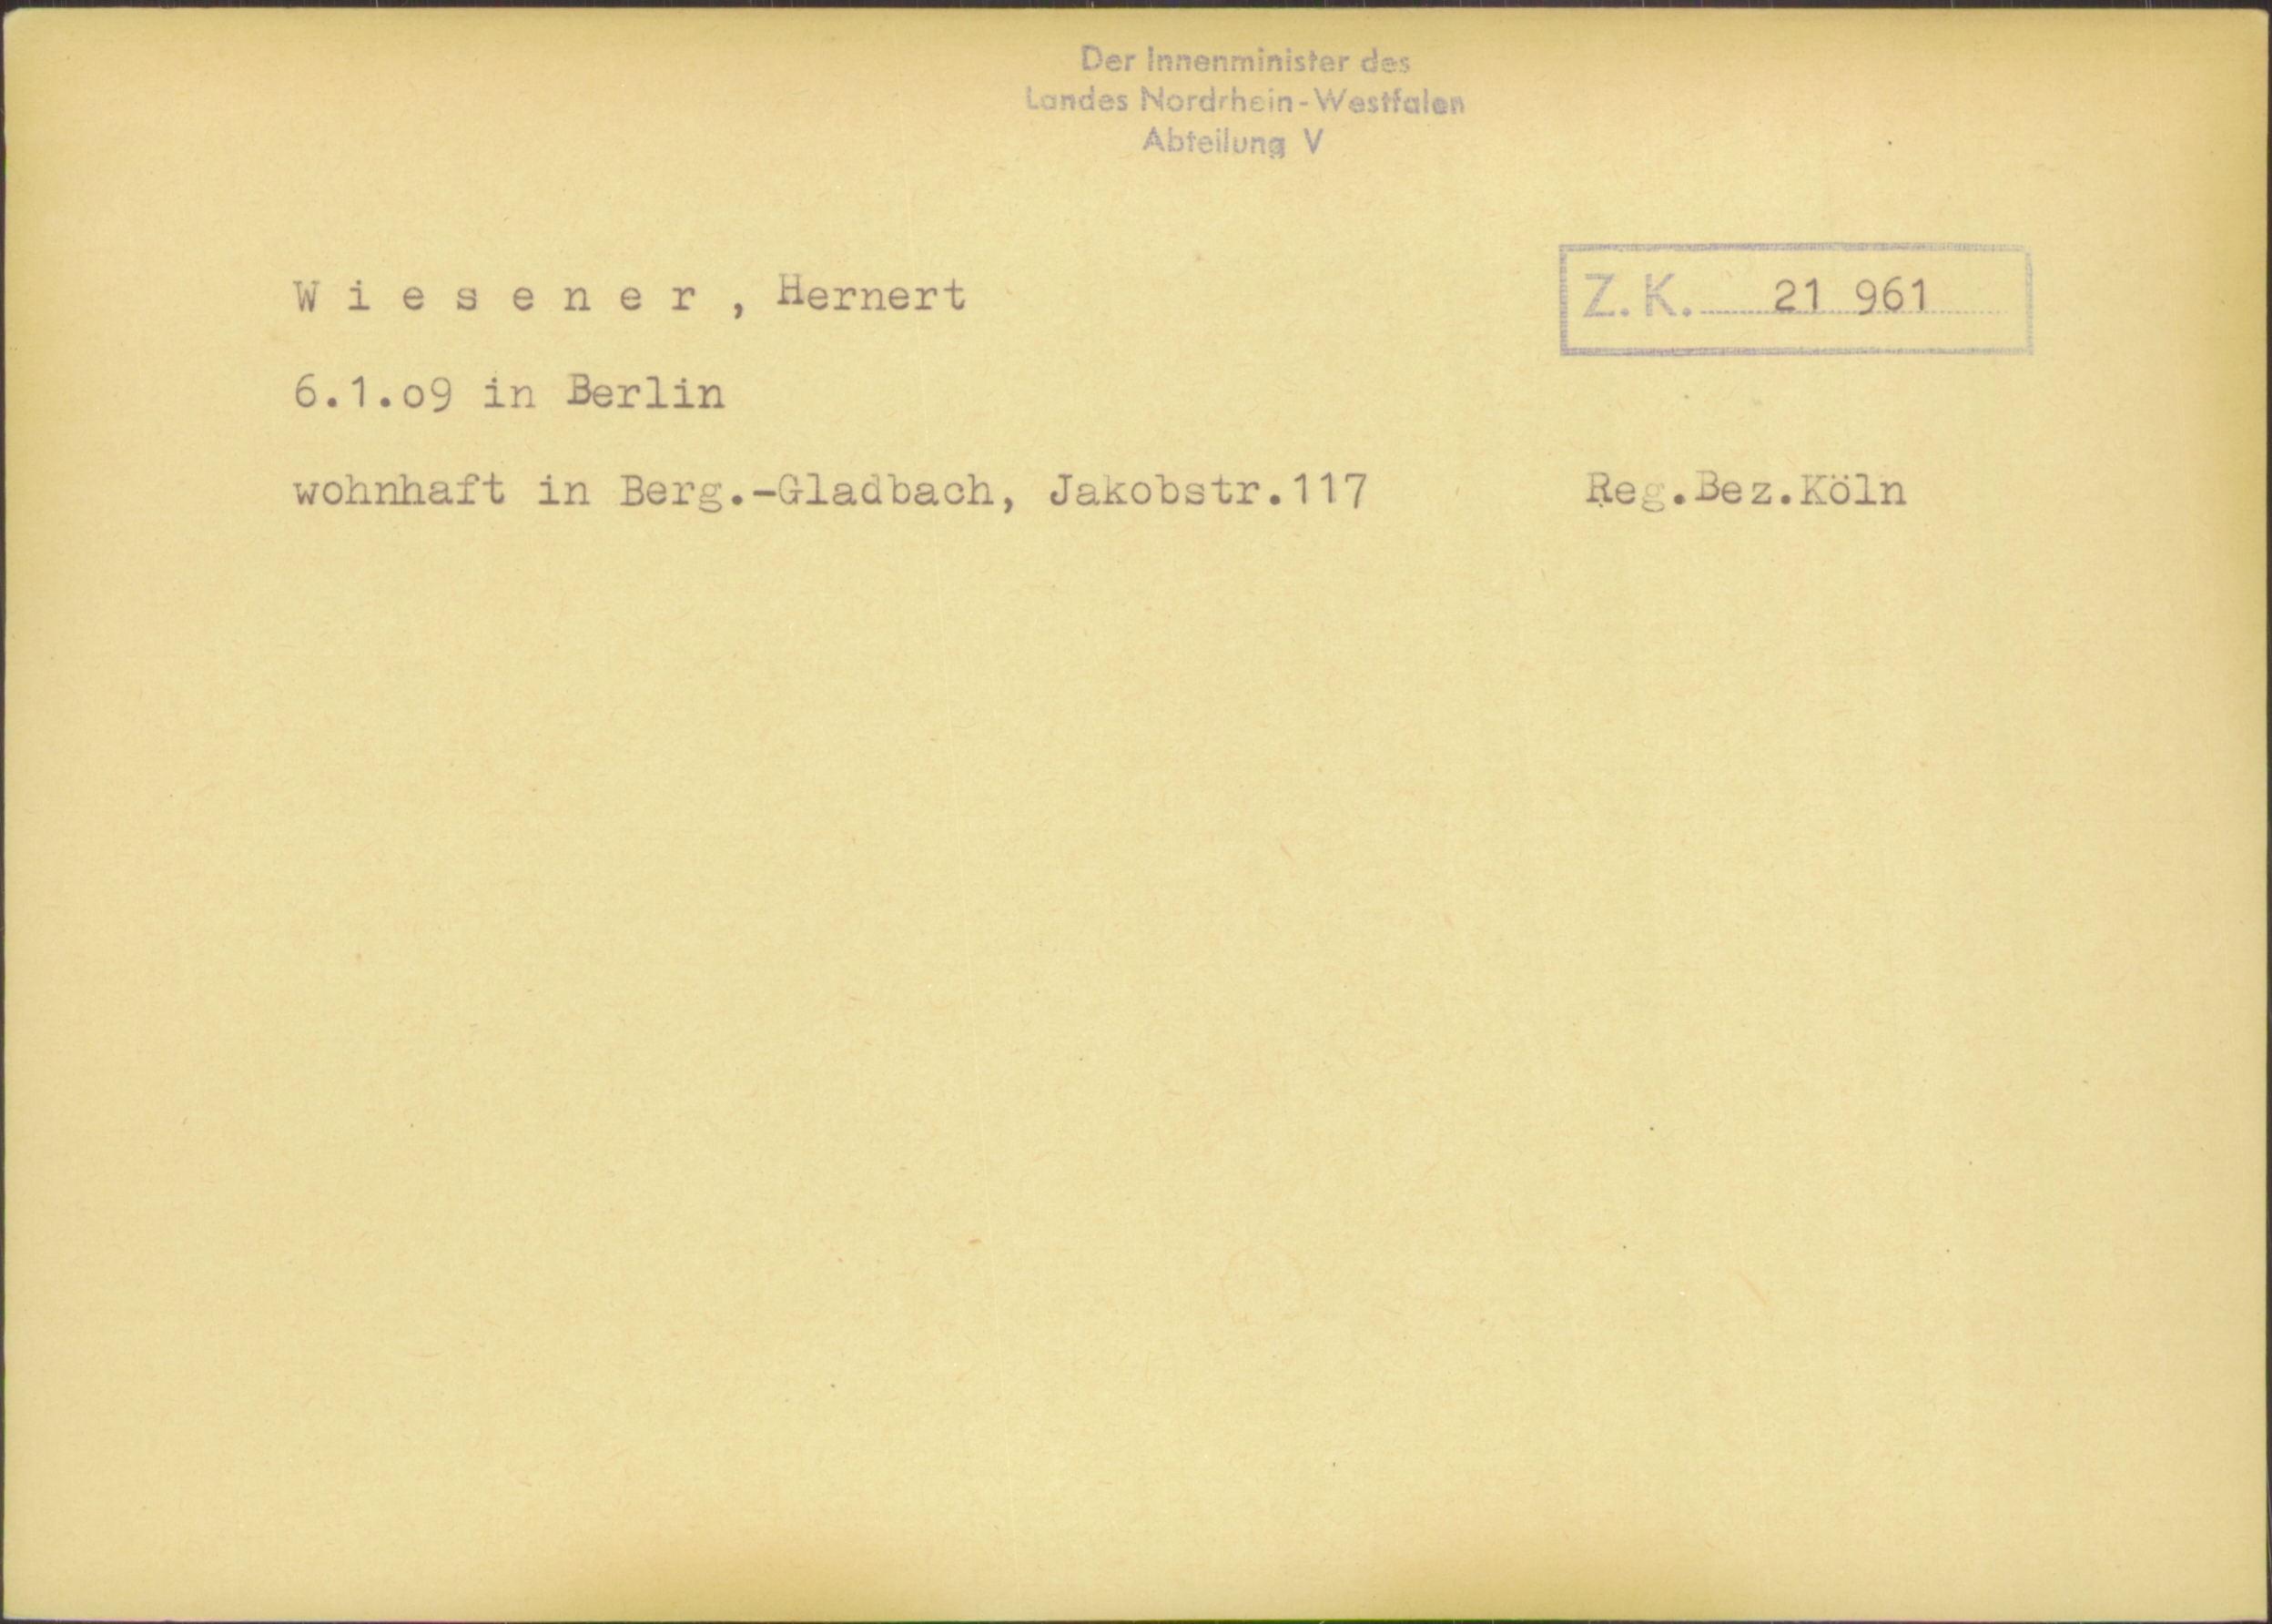 Der Innenminister des
Landes Nordrhein-Westfalen
Abteilung V
W i e s e n e r , Hernert
Z. K. 21 961
6.1.o9 in Berlin
wohnhaft in Berg.-Gladbach, Jakobstr.117 Reg.Bez.Köln